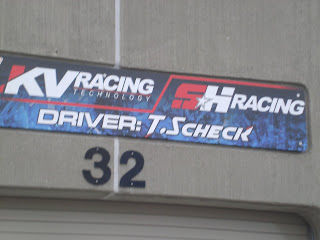 KV RACING SH RACING
TECHNOLOGY
DRIVER: T.SCHECK
32